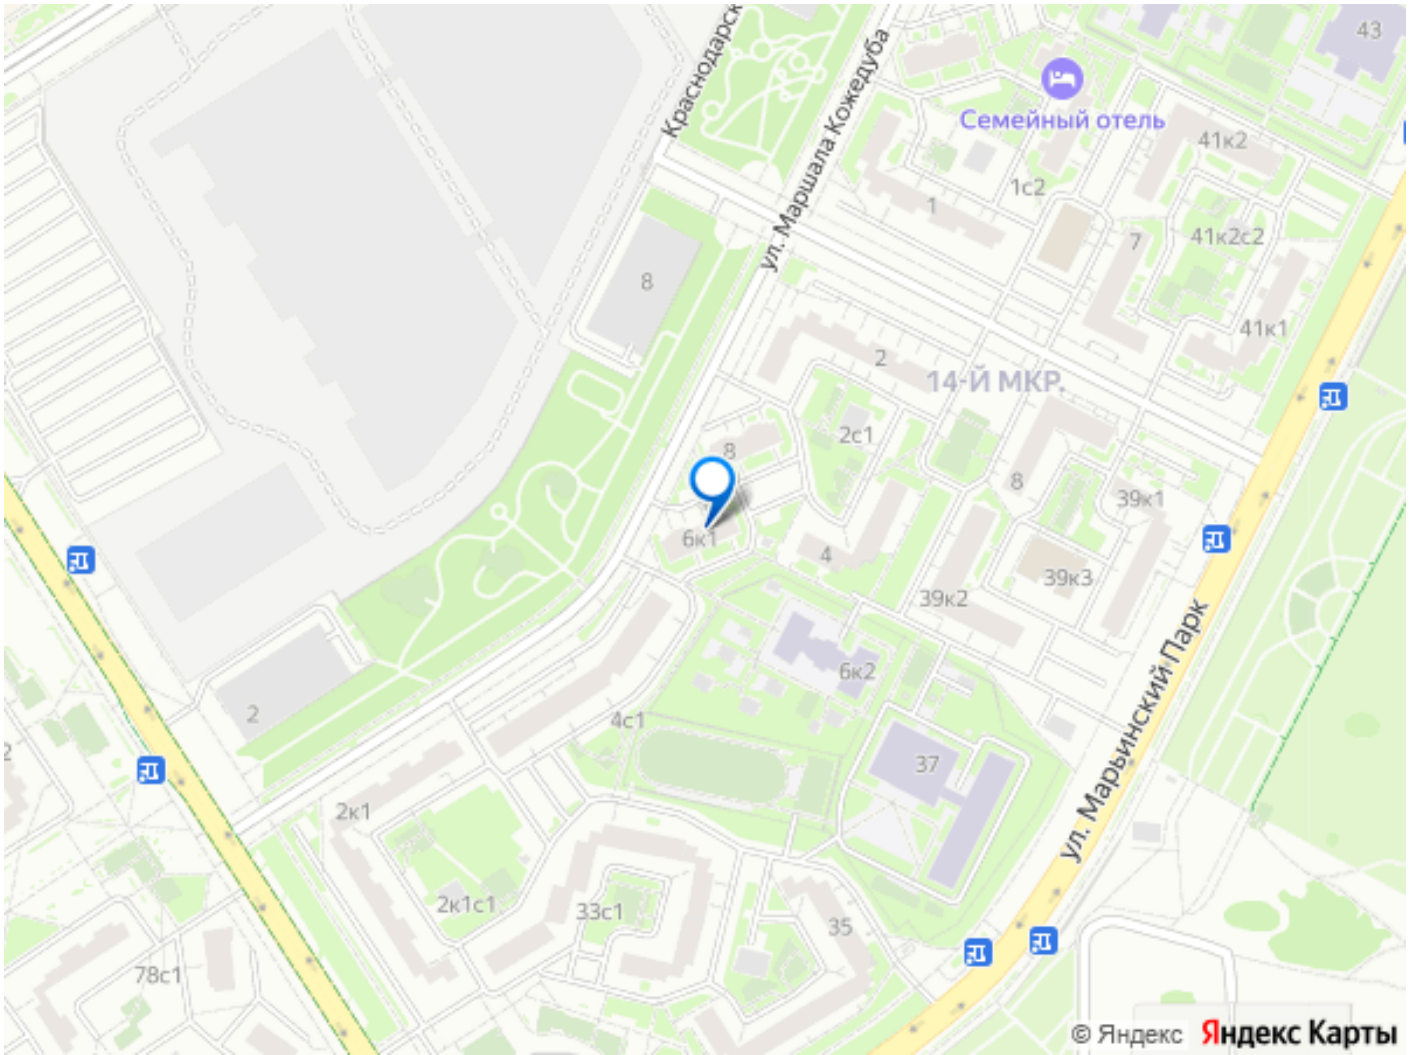 43
Краснодарск
ул. Маршала Кожедуба
Семейный отель
41к2
1с2
1
7
41к2с2
8
41к1
2
14-Й МКР.
2с1
8
8
39к1
6к1
4
39к3
39к2
6к2
ул. Марьинский Парк
2
4с1
2
37
2к1
2к1с1
33с1
35
78с1
© Яндекс Яндекс Карты